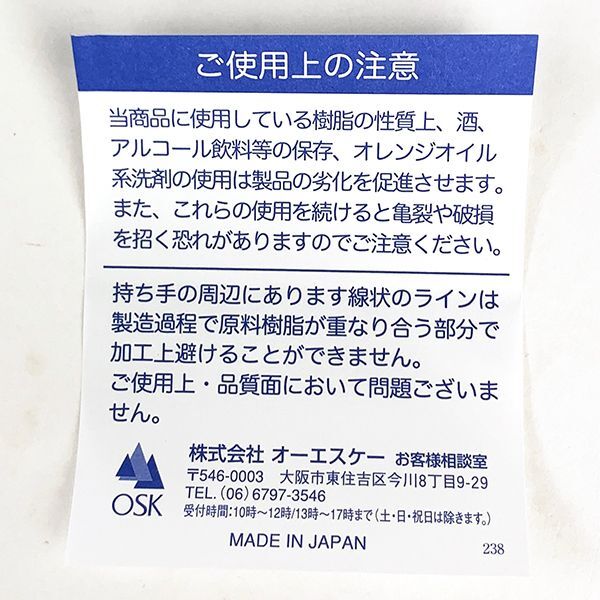 ご使用上の注意
当商品に使用している樹脂の性質上、酒、
アルコール飲料等の保存、オレンジオイル
系洗剤の使用は製品の劣化を促進させます。
また、これらの使用を続けると亀裂や破損
を招く恐れがありますのでご注意ください。
持ち手の周辺にあります線状のラインは
製造過程で原料樹脂が重なり合う部分で
加工上避けることができません。
ご使用上・品質面において問題ございま
せん。
株式会社 オーエスケー お客様相談室
〒546-0003 大阪市東住吉区今川8丁目9-29
TEL. (06) 6797-3546
受付時間:10時〜12時/13時〜17時まで(土・日・祝日は除きます。)
OSK
MADE IN JAPAN
238